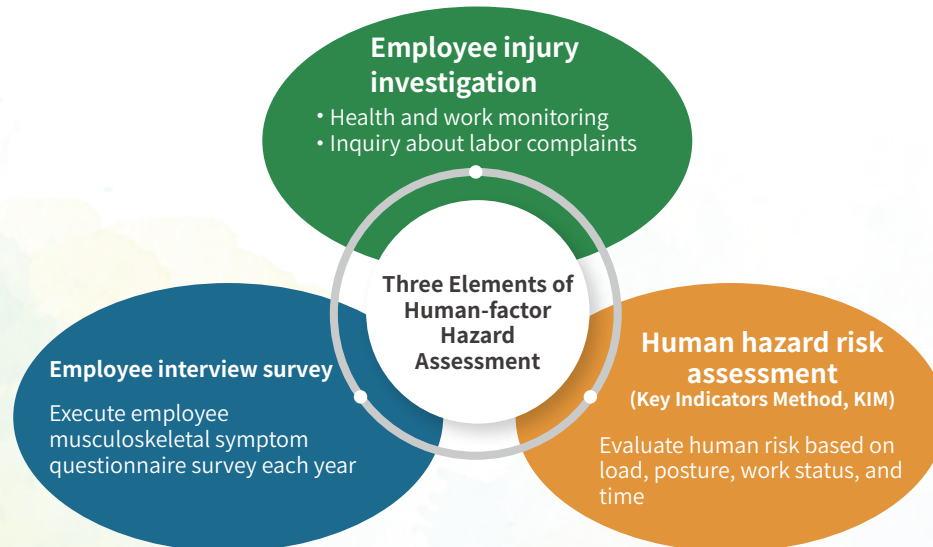 Employee injury
investigation
• Health and work monitoring
• Inquiry about labor complaints
Three Elements of
Human-factor
Hazard
Assessment
Employee interview survey
Execute employee
musculoskeletal symptom
questionnaire survey each year
Human hazard risk
assessment
(Key Indicators Method, KIM)
Evaluate human risk based on
load, posture, work status, and
time